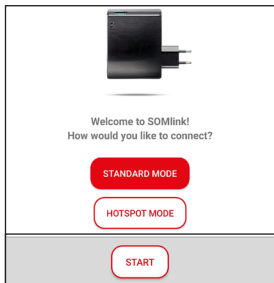 Welcome to SOMlink!
How would you like to connect?
STANDARD MODE
HOTSPOT MODE
START